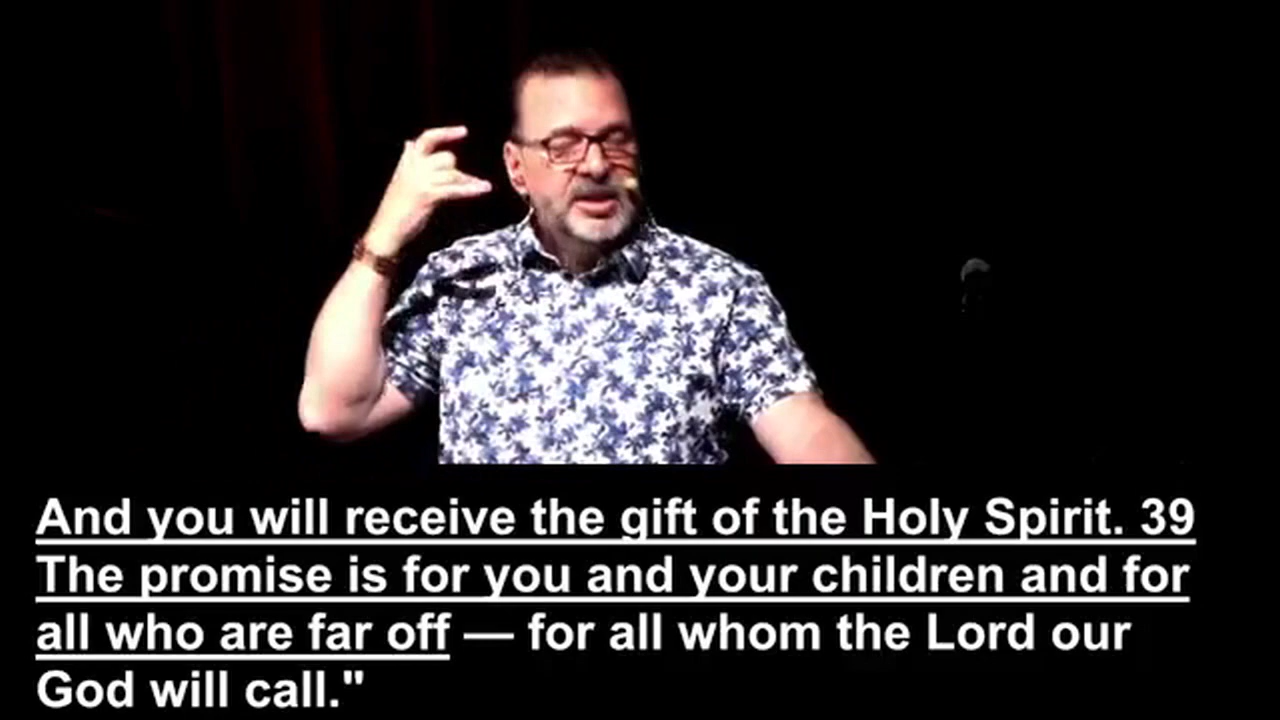 And you will receive the gift of the Holy Spirit. 39
The promise is for you and your children and for
all who are far off — for all whom the Lord our
God will call."